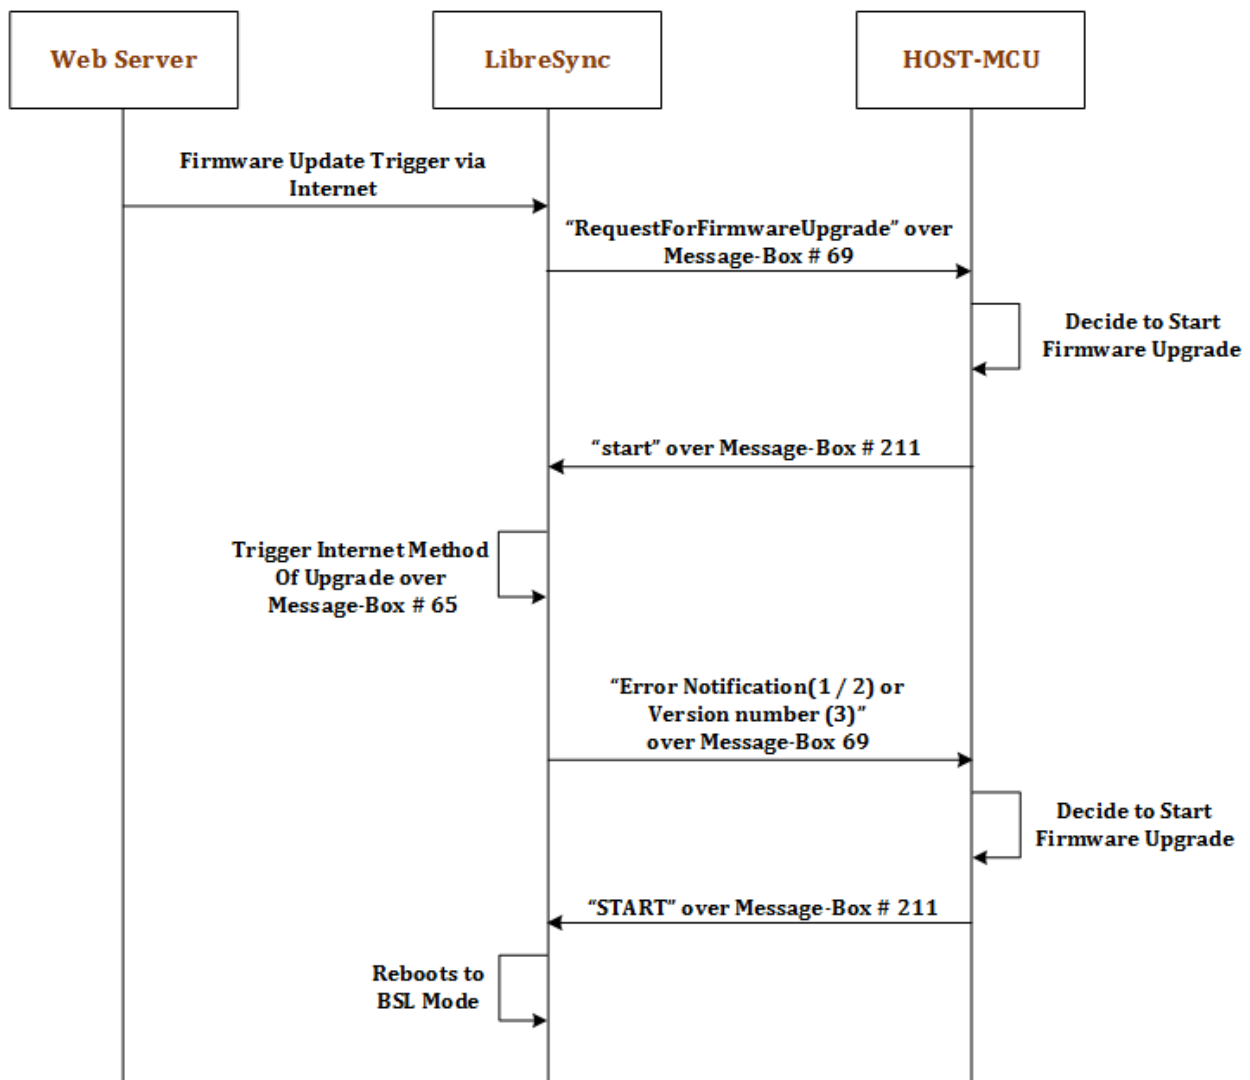 Web Server
LibreSync
HOST-MCU
Firmware Update Trigger via
Internet
“RequestForFirmwareUpgrade” over
Message-Box # 69
Decide to Start
Firmware Upgrade
“start” over Message-Box # 211
Trigger Internet Method
Of Upgrade over
Message-Box # 65
“Error Notification(1 / 2) or
Version number (3)”
over Message-Box 69
Decide to Start
Firmware Upgrade
“START” over Message-Box # 211
Reboots to
BSL Mode